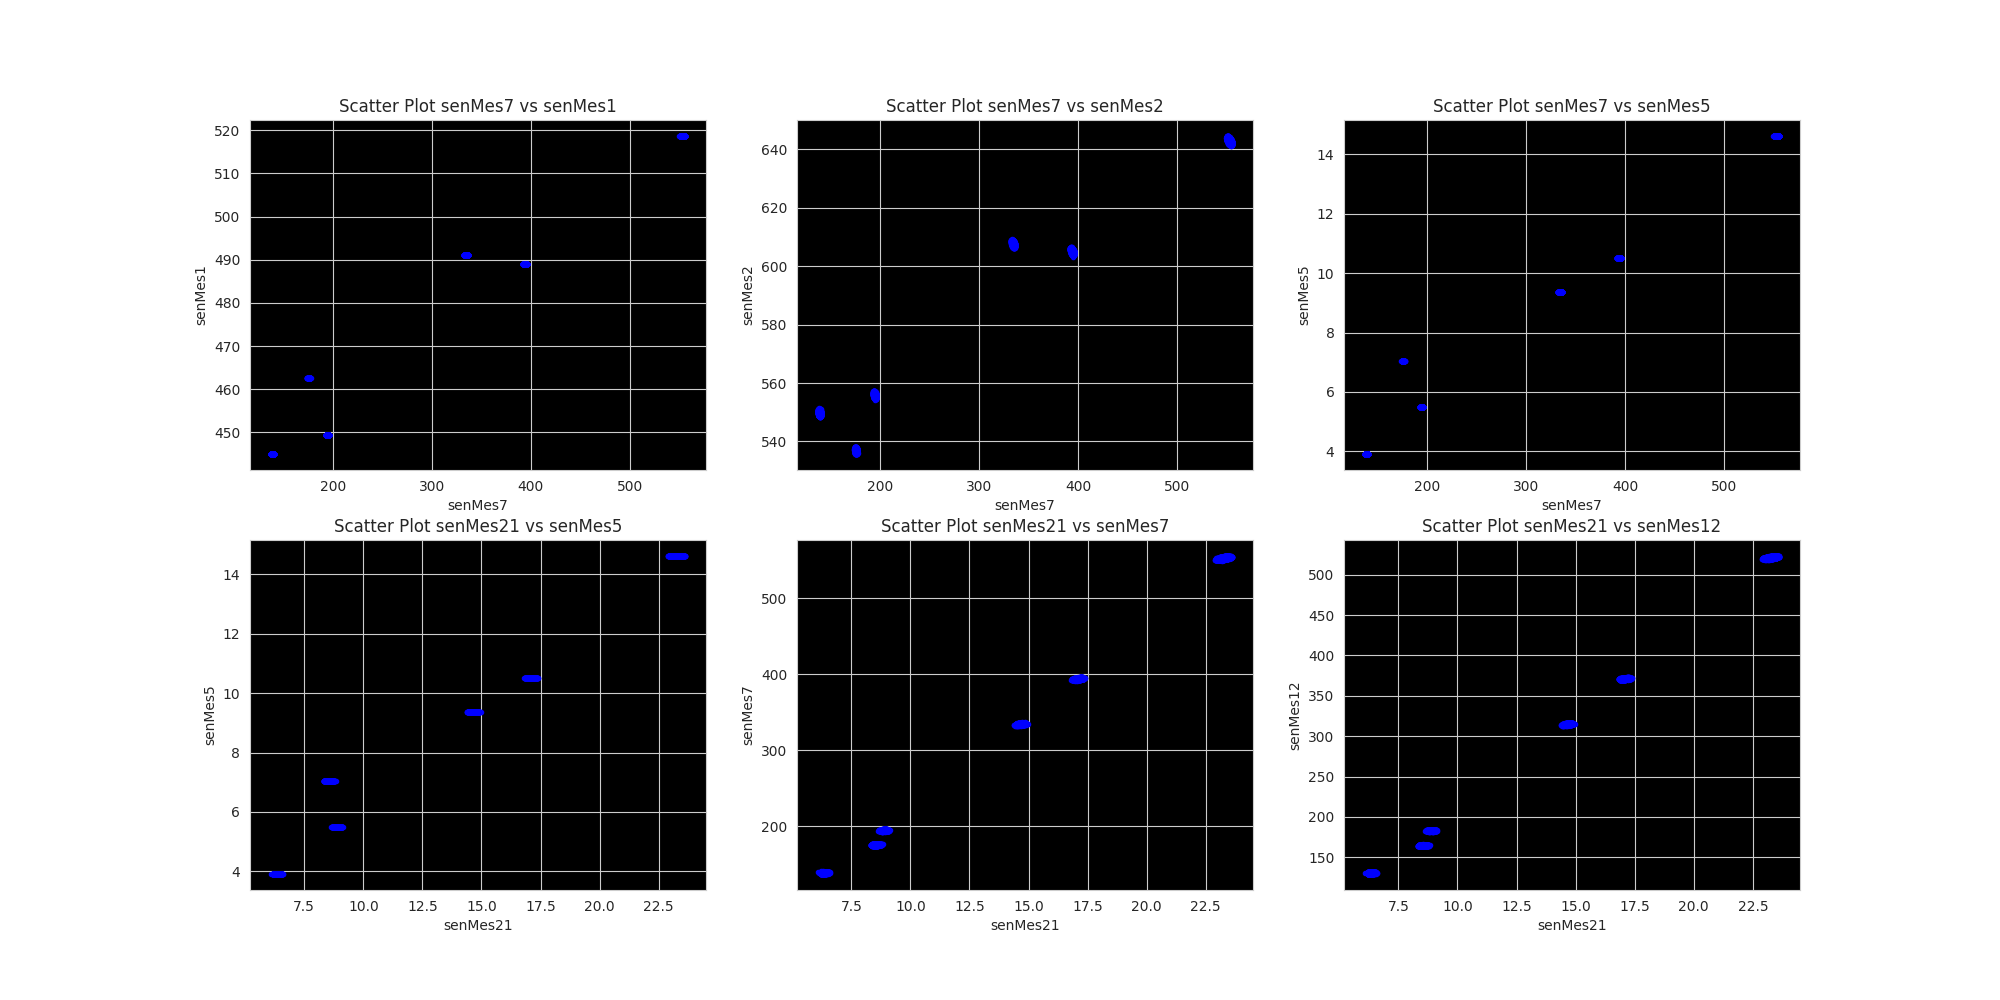 Scatter Plot senMes7 vs senMes1
520
510
500
490
480
470
460
450
senMes1
200 300 400 500
senMes7
Scatter Plot senMes7 vs senMes2
640
620
600
580
560
540
senMes2
200 300 400 500
senMes7
Scatter Plot senMes7 vs senMes5
14
12
10
8
6
4
senMes5
200 300 400 500
senMes7
Scatter Plot senMes21 vs senMes5
14
12
10
8
6
4
senMes5
7.5 10.0 12.5 15.0 17.5 20.0 22.5
senMes21
Scatter Plot senMes21 vs senMes7
500
400
300
200
senMes7
7.5 10.0 12.5 15.0 17.5 20.0 22.5
senMes21
Scatter Plot senMes21 vs senMes12
500
450
400
350
300
250
200
150
senMes12
7.5 10.0 12.5 15.0 17.5 20.0 22.5
senMes21